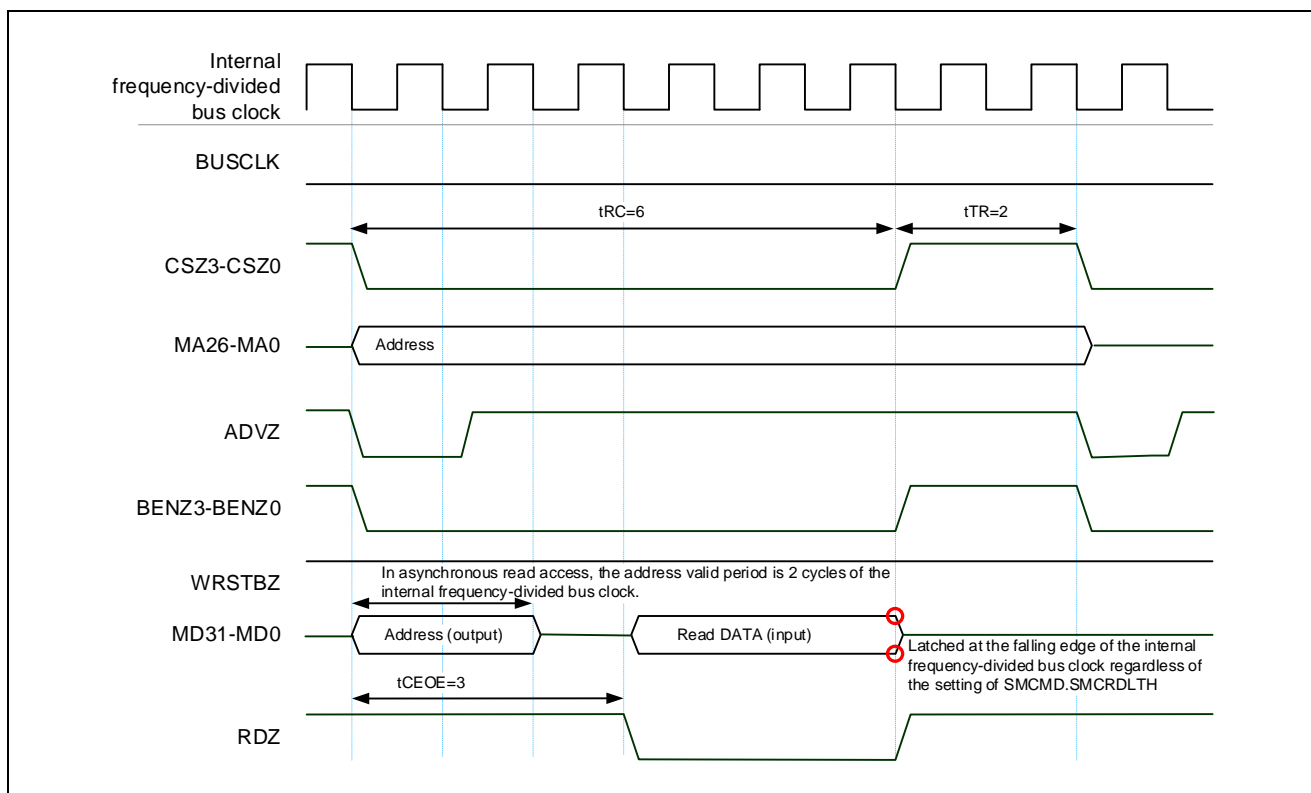 Internal
frequency-divided
bus clock
BUSCLK
tRC=6
tTR=2
CSZ3-CSZ0
MA26-MA0
Address
ADVZ
BENZ3-BENZ0
WRSTBZ
In asynchronous read access, the address valid period is 2 cycles of the
internal frequency-divided bus clock.
MD31-MD0
Address (output)
Read DATA (input)
Latched at the falling edge of the internal
frequency-divided bus clock regardless of
the setting of SMCMD.SMCRDLTH
tCEOE=3
RDZ